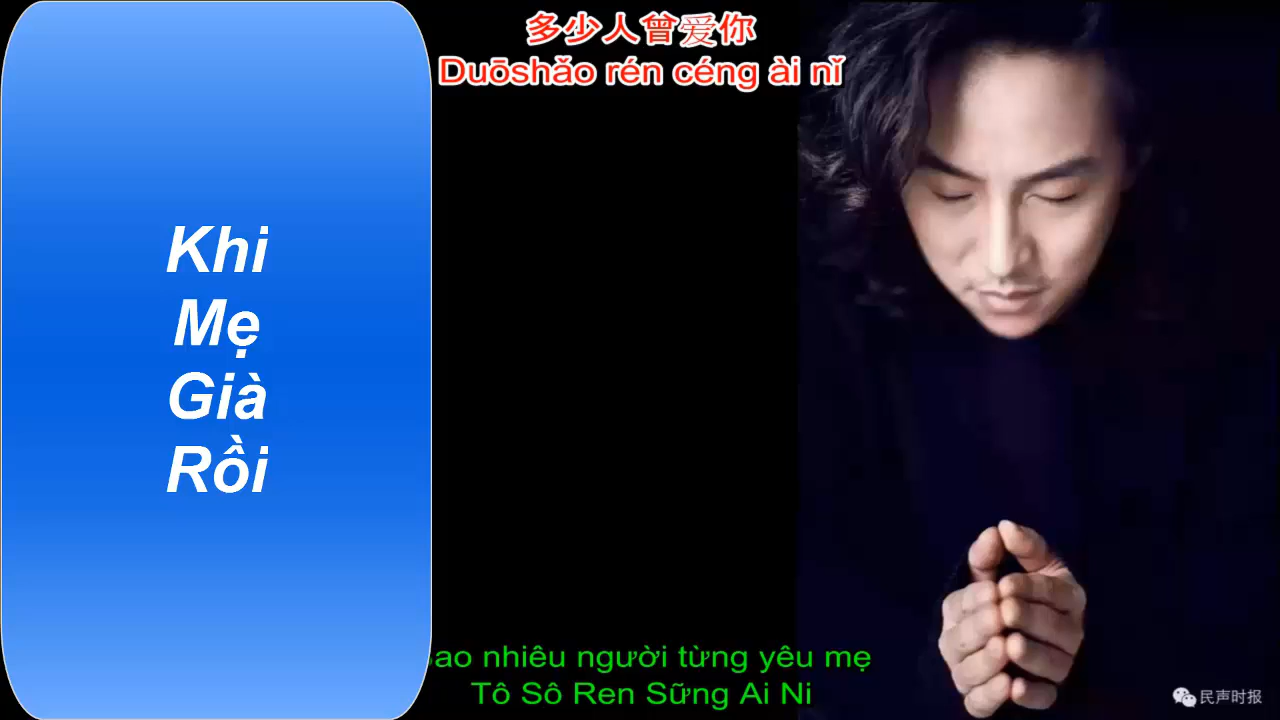 多少人曾爱你
Duōshǎo rén céng ài nǐ
Khi
Mẹ
Già
Rồi
nhiêu người từng yêu mẹ
Tô Sô Ren Sững Ai Ni
民声时报